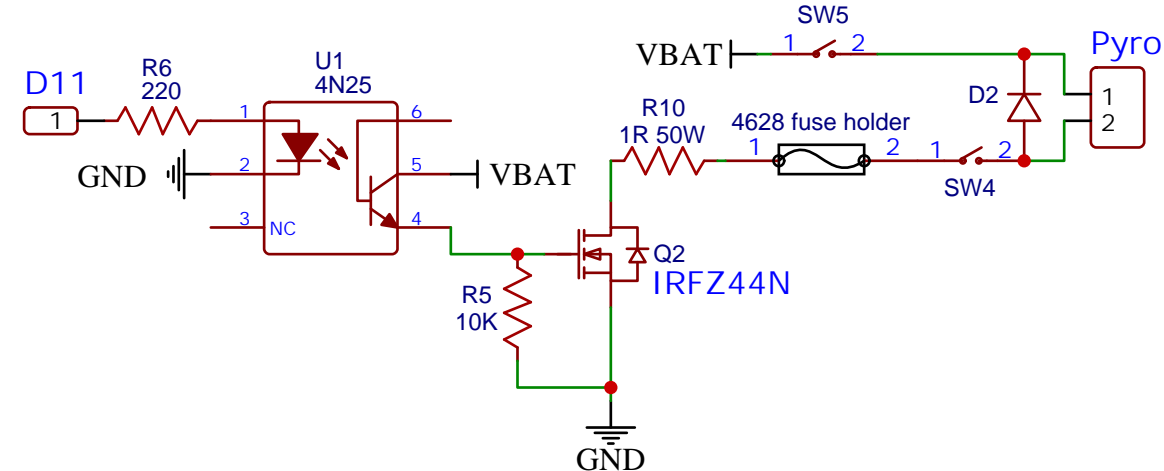 SW5
1 2
VBAT
Pyro
D11
1
R6
220
U1
4N25
1
6
GND
2
5
VBAT
3
NC
4
R10
1R 50W
4628 fuse holder
1 2
1 2
SW4
D2
1
2
Q2
IRFZ44N
R5
10K
GND